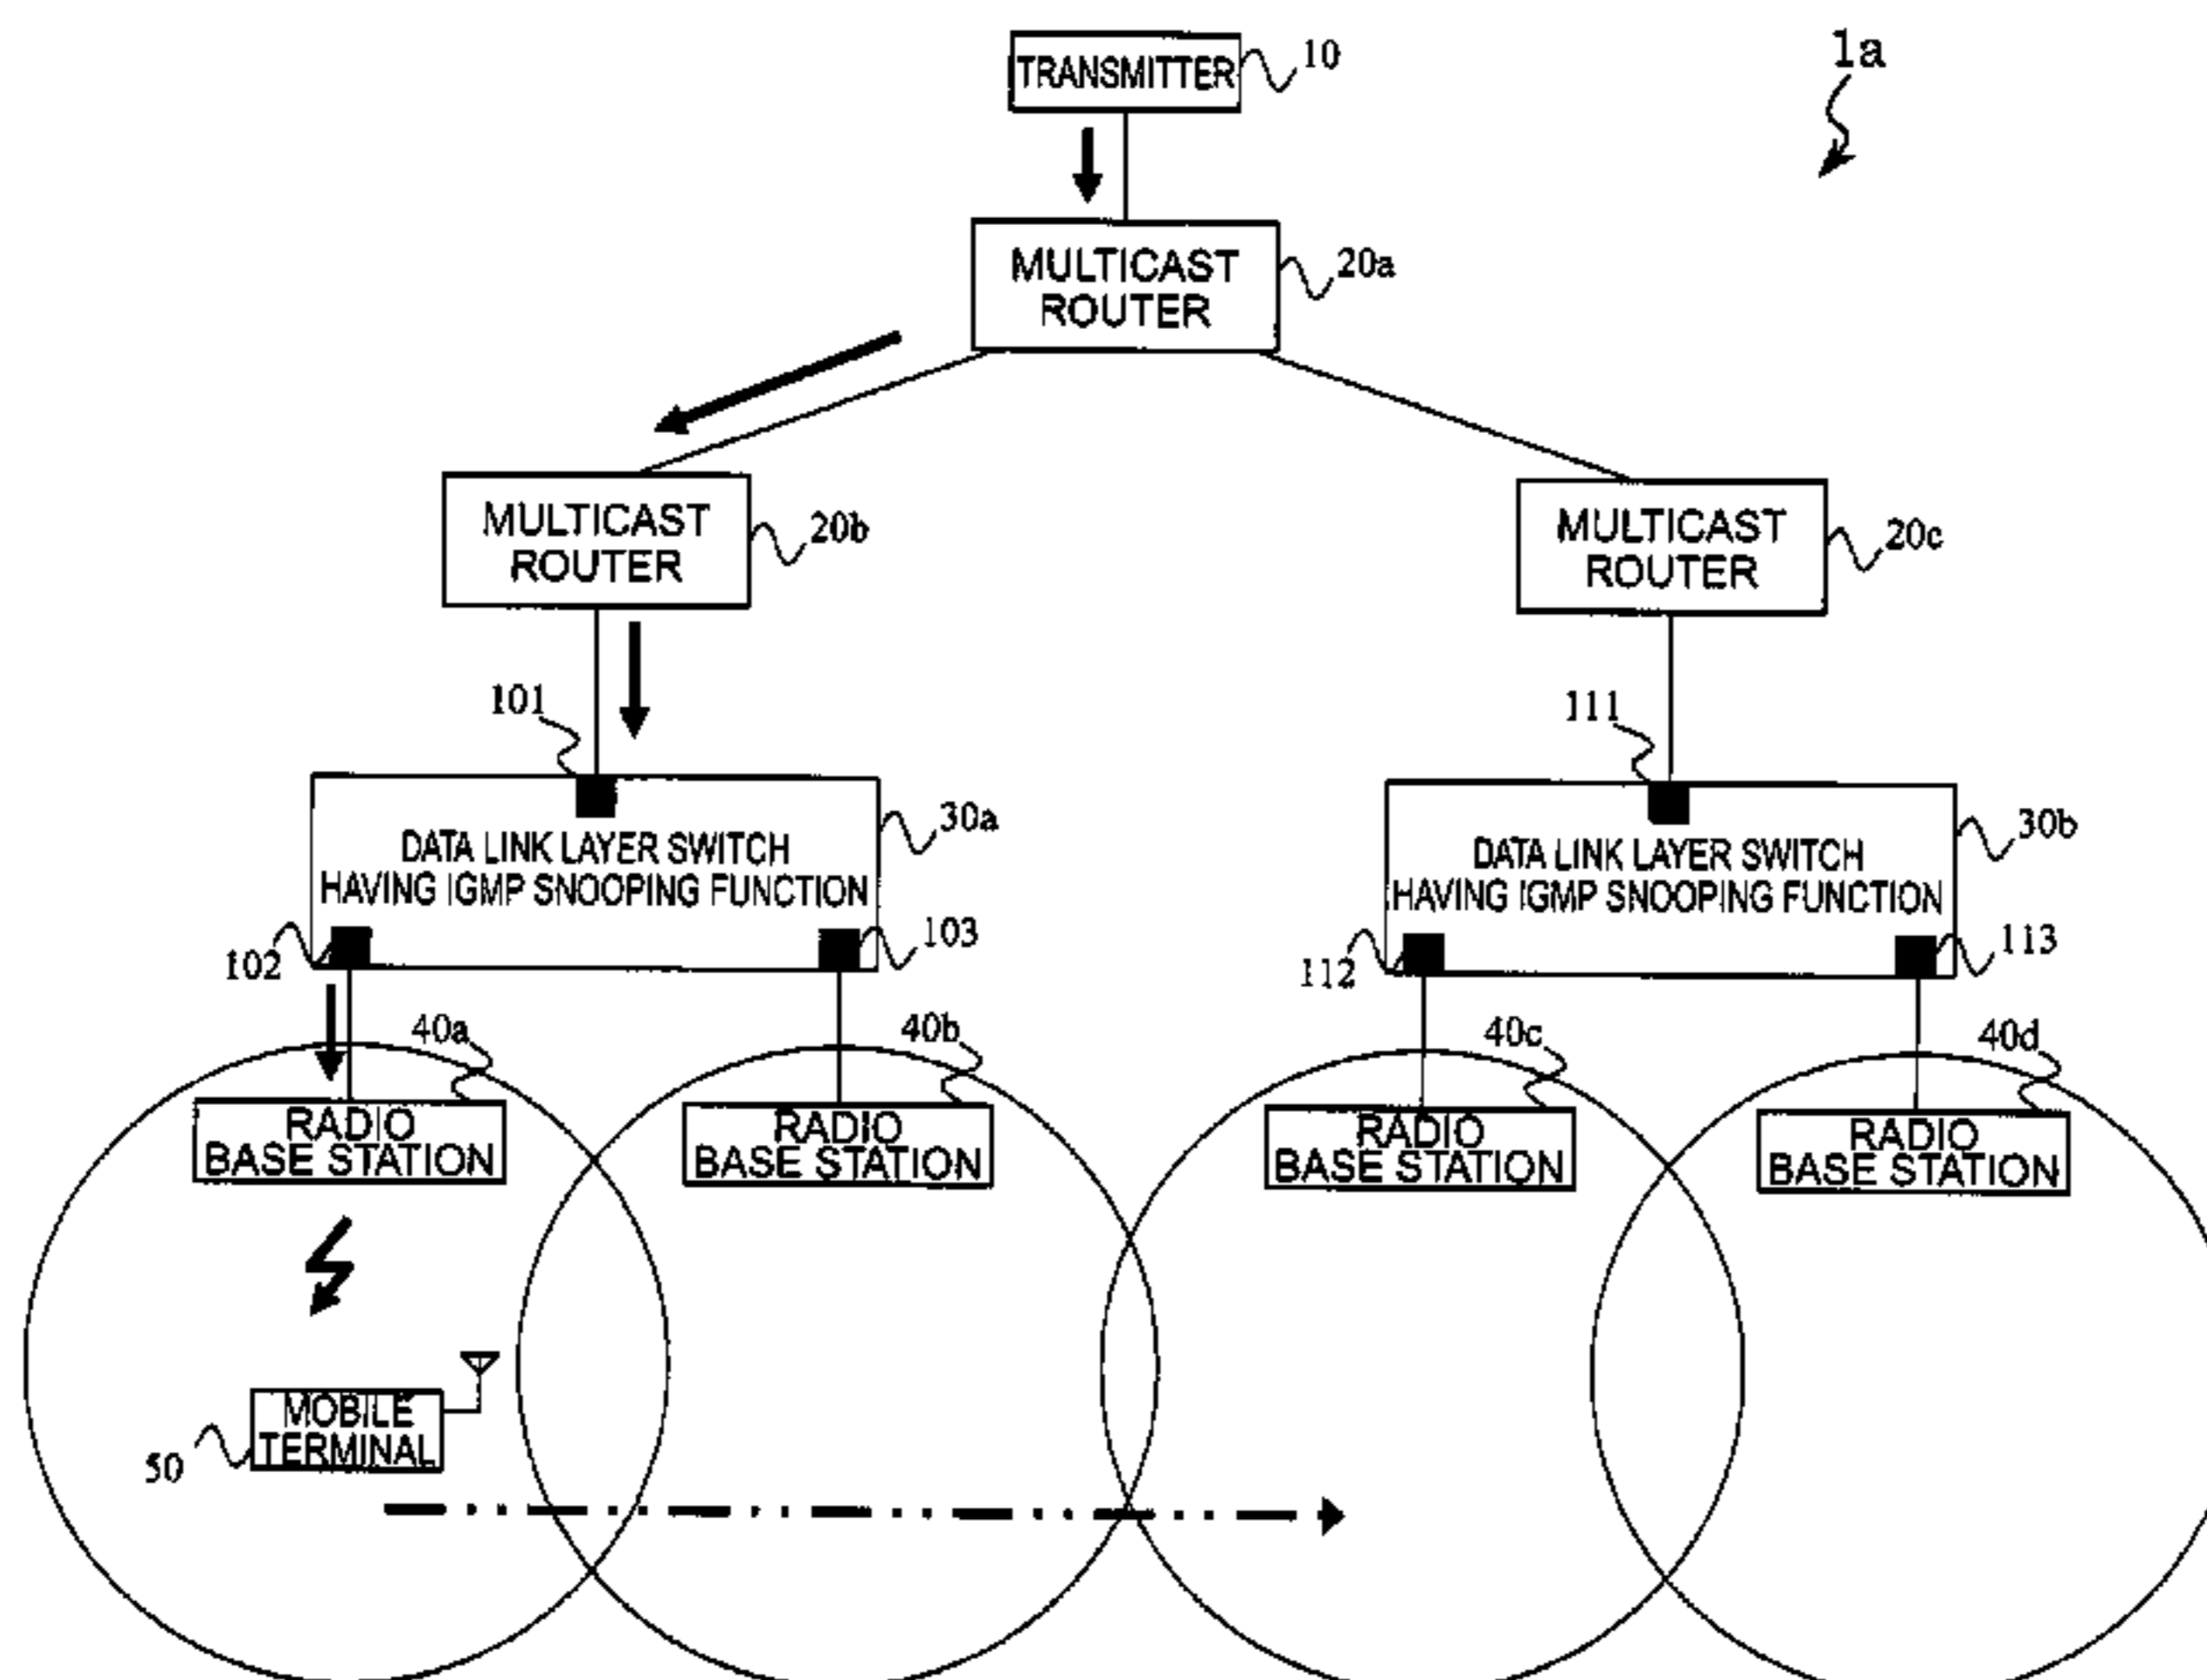 TRANSMITTER
10
1a
MULTICAST
ROUTER
20a
MULTICAST
ROUTER
20b
MULTICAST
ROUTER
20c
101
111
DATA LINK LAYER SWITCH
HAVING IGMP SNOOPING FUNCTION
30a
DATA LINK LAYER SWITCH
HAVING IGMP SNOOPING FUNCTION
30b
102
103
112
113
40a
40b
40c
40d
RADIO
BASE STATION
RADIO
BASE STATION
RADIO
BASE STATION
RADIO
BASE STATION
MOBILE
TERMINAL
50